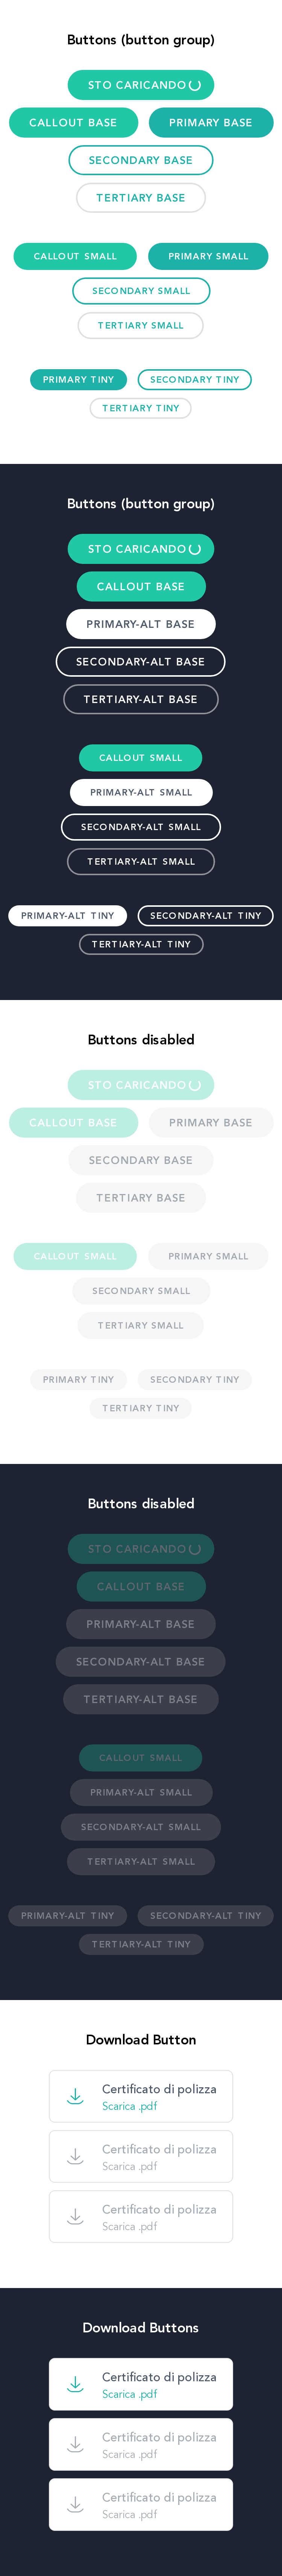 Buttons (button group)
STO CARICANDO
CALLOUT BASE PRIMARY BASE
SECONDARY BASE
TERTIARY BASE
CALLOUT SMALL PRIMARY SMALL
SECONDARY SMALL
TERTIARY SMALL
PRIMARY TINY SECONDARY TINY
TERTIARY TINY
Buttons (button group)
STO CARICANDO
CALLOUT BASE
PRIMARY-ALT BASE
SECONDARY-ALT BASE
TERTIARY-ALT BASE
CALLOUT SMALL
PRIMARY-ALT SMALL
SECONDARY-ALT SMALL
TERTIARY-ALT SMALL
PRIMARY-ALT TINY SECONDARY-ALT TINY
TERTIARY-ALT TINY
Buttons disabled
STO CARICANDO
CALLOUT BASE PRIMARY BASE
SECONDARY BASE
TERTIARY BASE
CALLOUT SMALL PRIMARY SMALL
SECONDARY SMALL
TERTIARY SMALL
PRIMARY TINY SECONDARY TINY
TERTIARY TINY
Buttons disabled
STO CARICANDO
CALLOUT BASE
PRIMARY-ALT BASE
SECONDARY-ALT BASE
TERTIARY-ALT BASE
CALLOUT SMALL
PRIMARY-ALT SMALL
SECONDARY-ALT SMALL
TERTIARY-ALT SMALL
PRIMARY-ALT TINY SECONDARY-ALT TINY
TERTIARY-ALT TINY
Download Button
Certificato di polizza
Scarica .pdf
Certificato di polizza
Scarica .pdf
Certificato di polizza
Scarica .pdf
Download Buttons
Certificato di polizza
Scarica .pdf
Certificato di polizza
Scarica .pdf
Certificato di polizza
Scarica .pdf